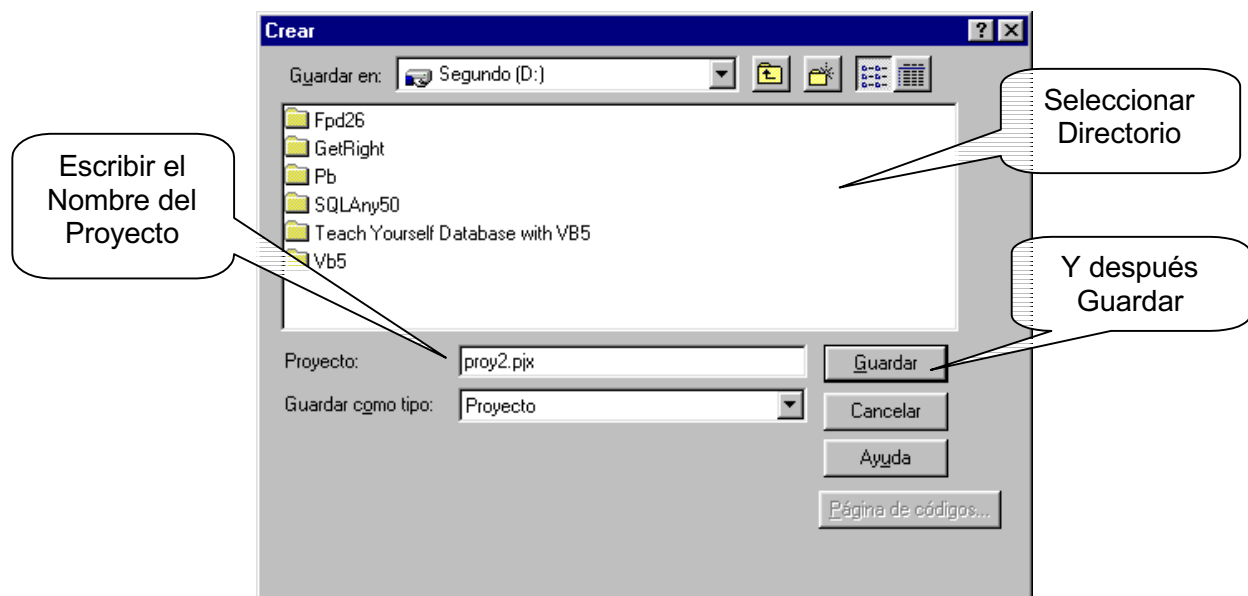 Crear
Guardar en:
Segundo (D:)
Fpd26
GetRight
Pb
SQLAny50
Teach Yourself Database with VB5
Vb5
Seleccionar
Directorio
Escribir el
Nombre del
Proyecto
Y después
Guardar
Proyecto:
proy2.pjx
Guardar
Guardar como tipo:
Proyecto
Cancelar
Ayuda
Página de códigos...